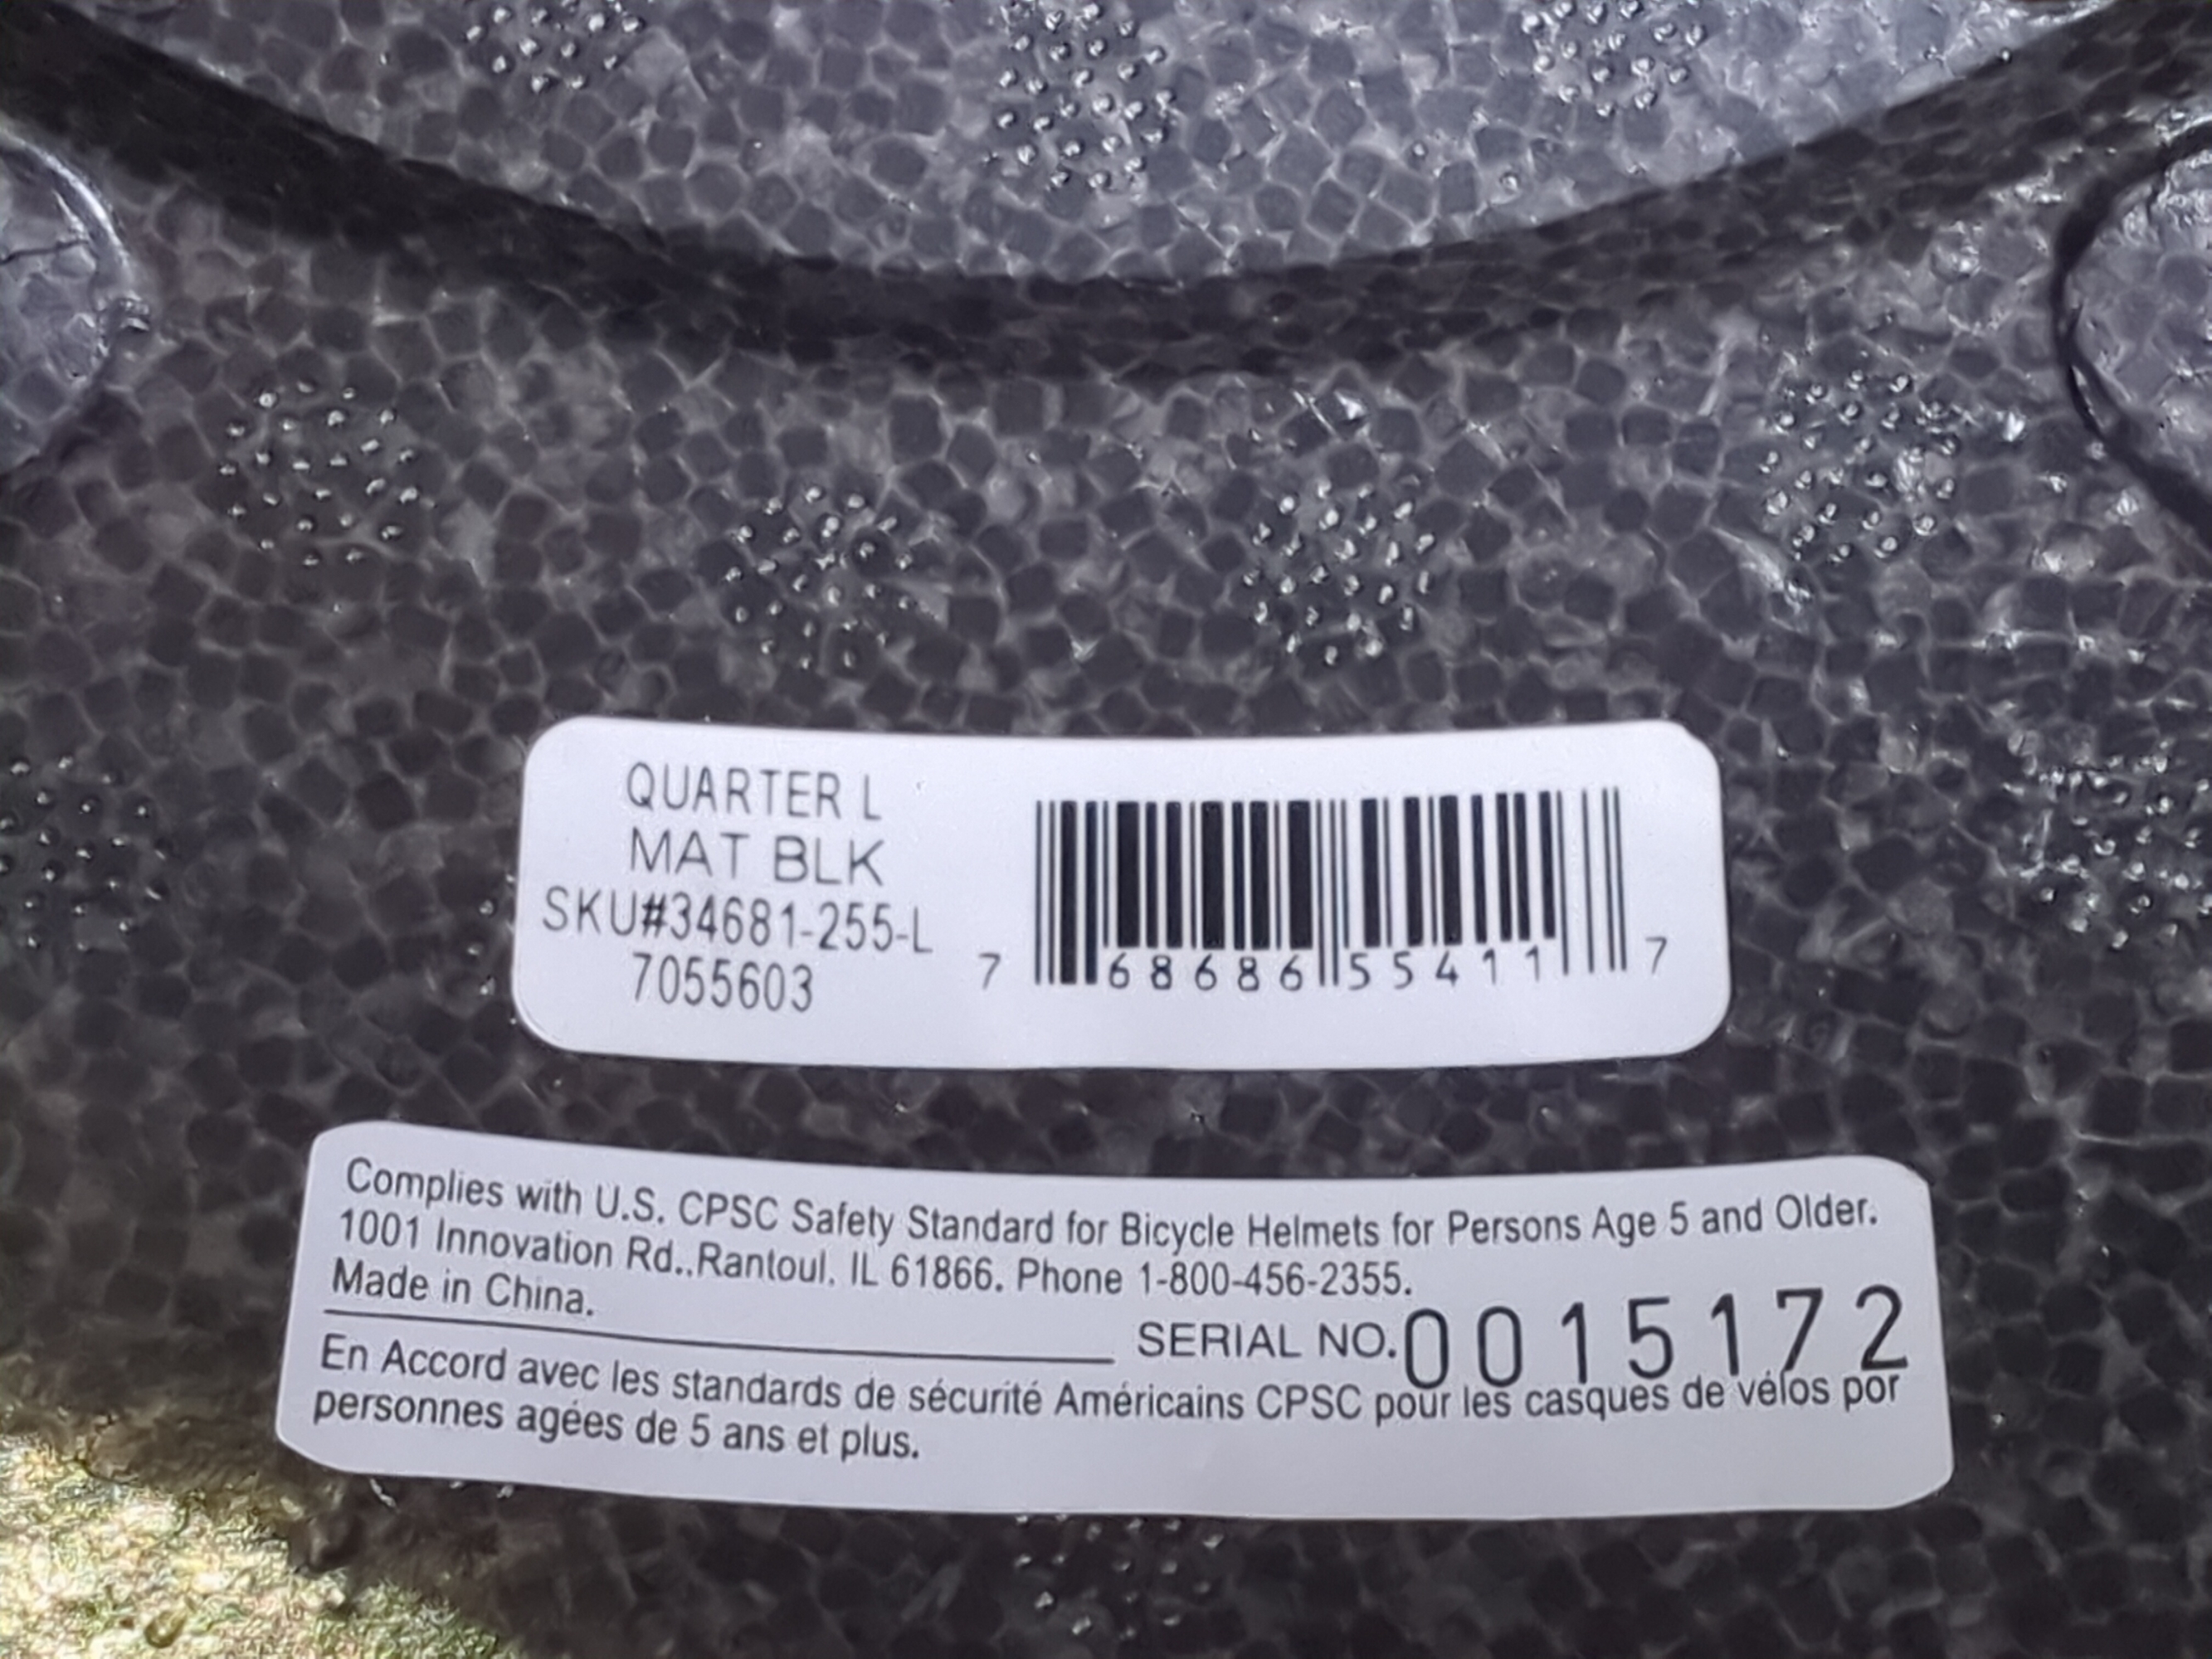 QUARTER L
MAT BLK
SKU#34681-255-L
7055603
7 68686 55411 7
Complies with U.S. CPSC Safety Standard for Bicycle Helmets for Persons Age 5 and Older.
1001 Innovation Rd.,Rantoul, IL 61866. Phone 1-800-456-2355.
Made in China.
SERIAL NO. 0015172
En Accord avec les standards de sécurité Américains CPSC pour les casques de vélos por
personnes agées de 5 ans et plus.